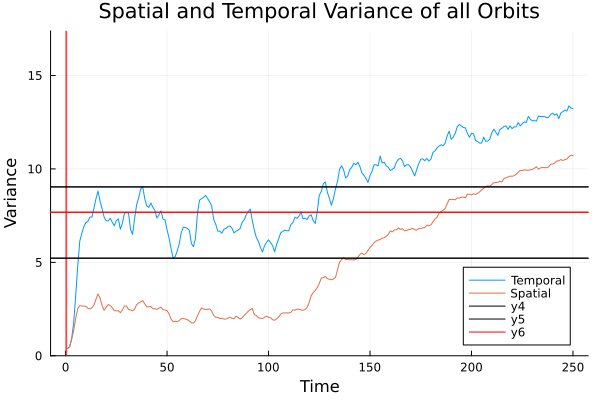 Spatial and Temporal Variance of all Orbits
Variance
15
10
5
0
0 50 100 150 200 250
Time
Temporal
Spatial
y4
y5
y6